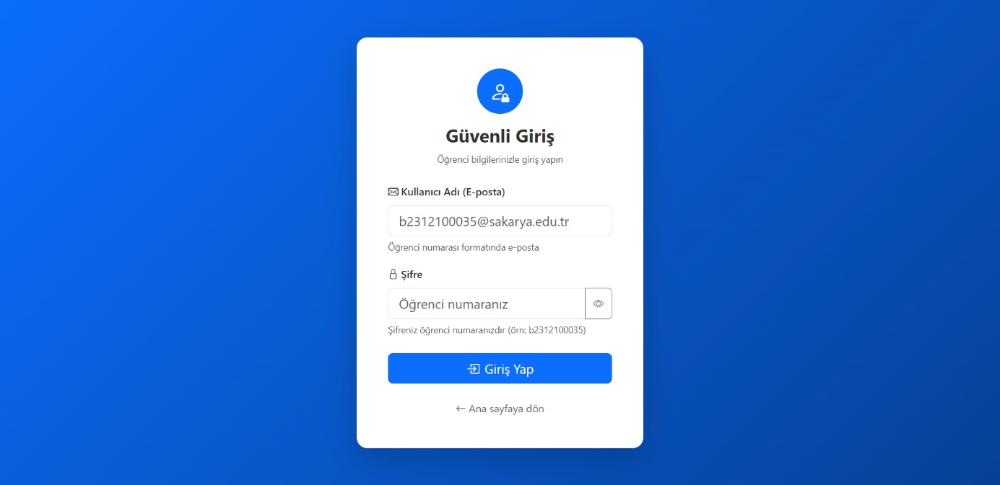 Güvenli Giriş
Öğrenci bilgilerinizle giriş yapın
Kullanıcı Adı (E-posta)
b2312100035@sakarya.edu.tr
Öğrenci numarası formatında e-posta
Şifre
Öğrenci numaranız
Şifreniz öğrenci numaranızdır (örn: b2312100035)
Giriş Yap
← Ana sayfaya dön